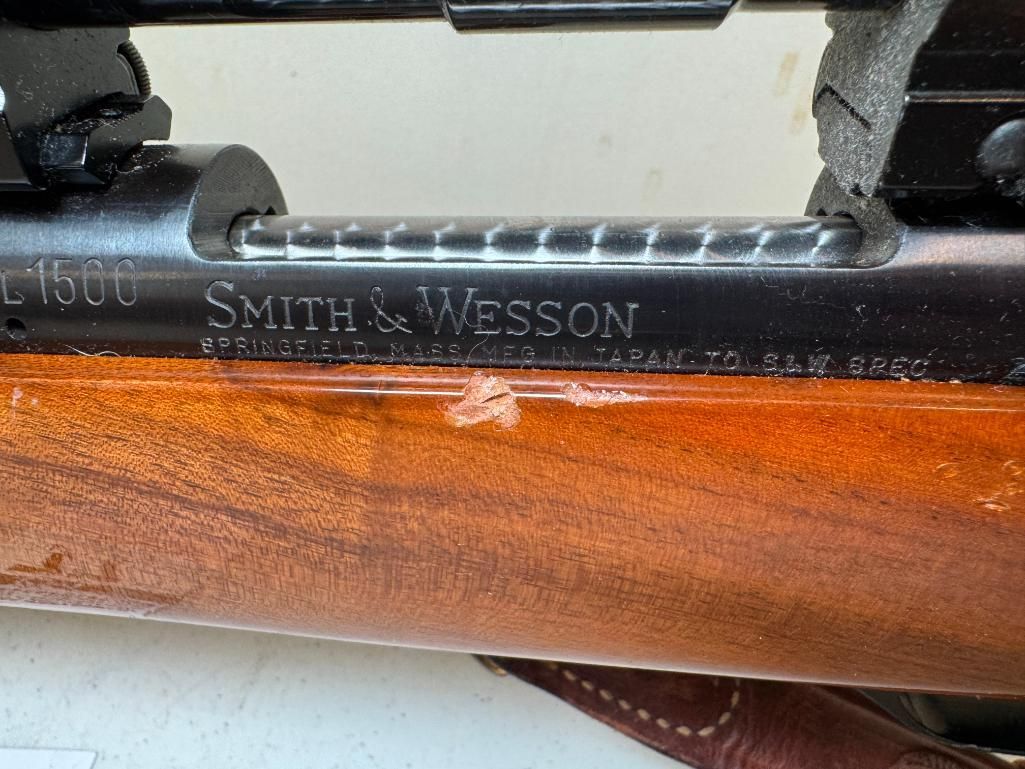 L 1500
SMITH & WESSON
SPRINGFIELD, MASS. MFG IN JAPAN TO S&W SPEC